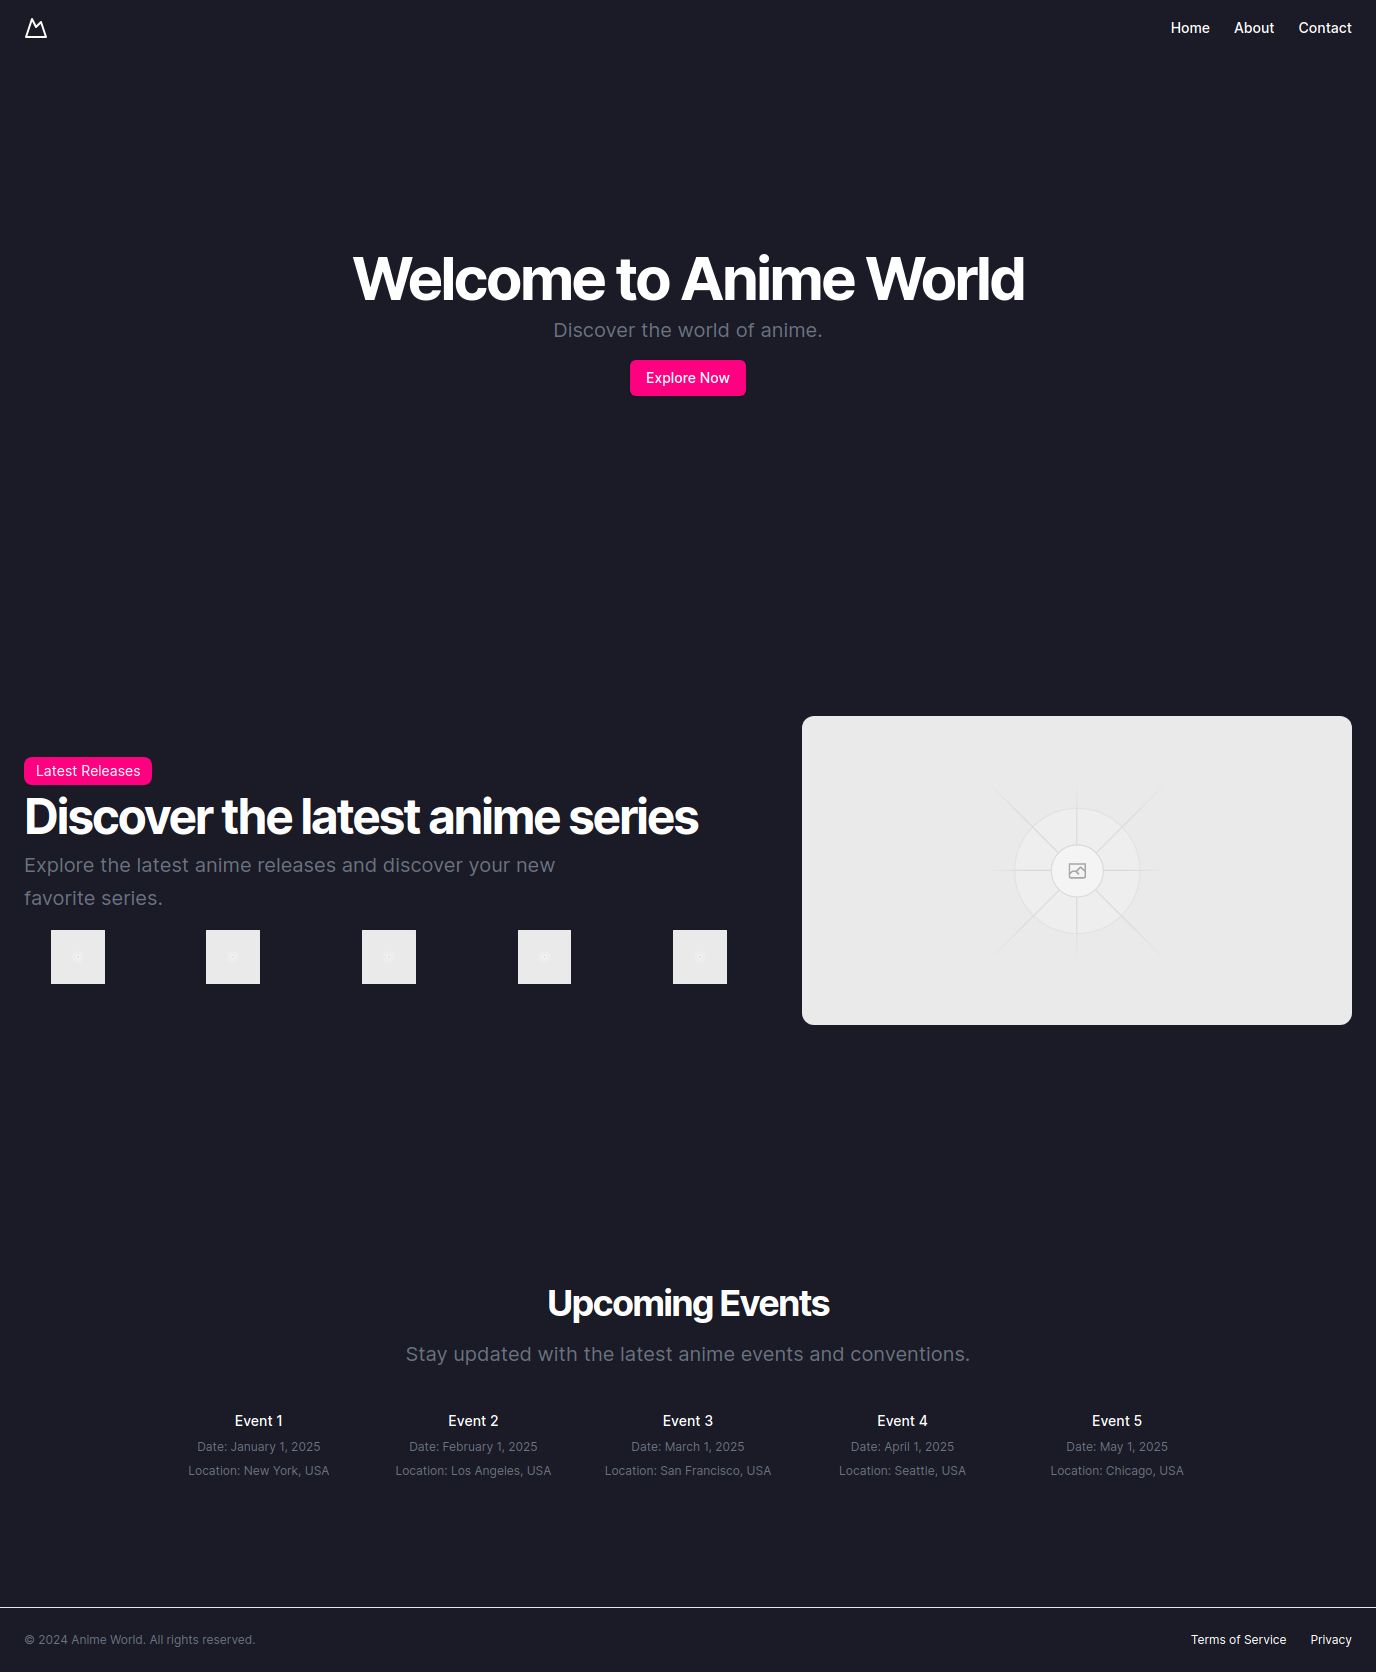 Home About Contact
Welcome to Anime World
Discover the world of anime.
Explore Now
Latest Releases
Discover the latest anime series
Explore the latest anime releases and discover your new
favorite series.
Upcoming Events
Stay updated with the latest anime events and conventions.
Event 1
Date: January 1, 2025
Location: New York, USA
Event 2
Date: February 1, 2025
Location: Los Angeles, USA
Event 3
Date: March 1, 2025
Location: San Francisco, USA
Event 4
Date: April 1, 2025
Location: Seattle, USA
Event 5
Date: May 1, 2025
Location: Chicago, USA
© 2024 Anime World. All rights reserved.
Terms of Service Privacy